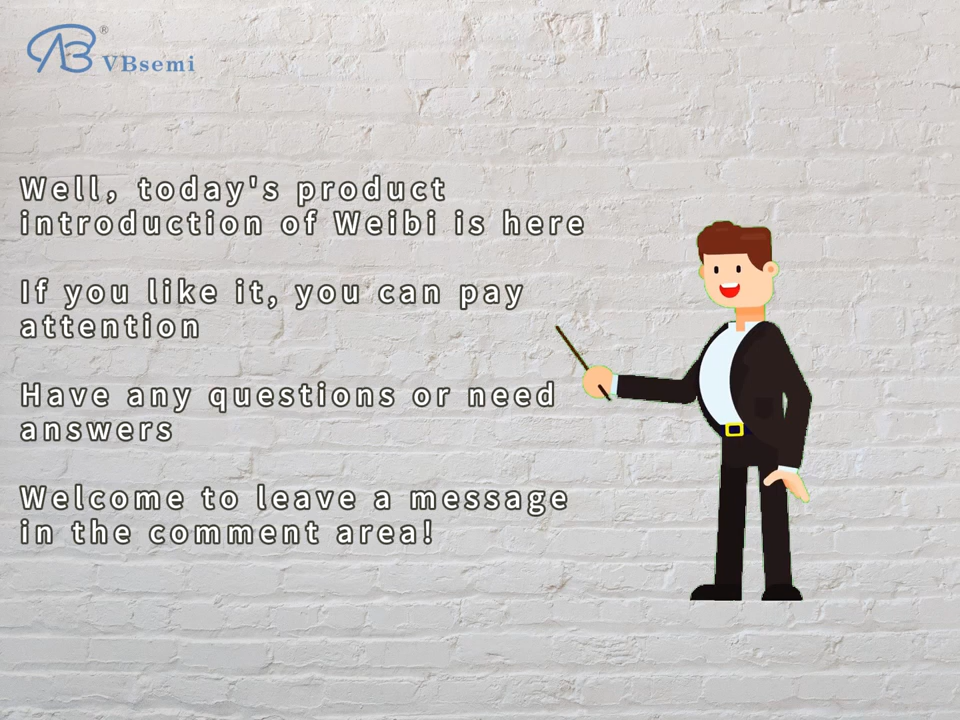 VBsemi
Well, today's product
introduction of Weibi is here
If you like it, you can pay
attention
Have any questions or need
answers
Welcome to leave a message
in the comment area!